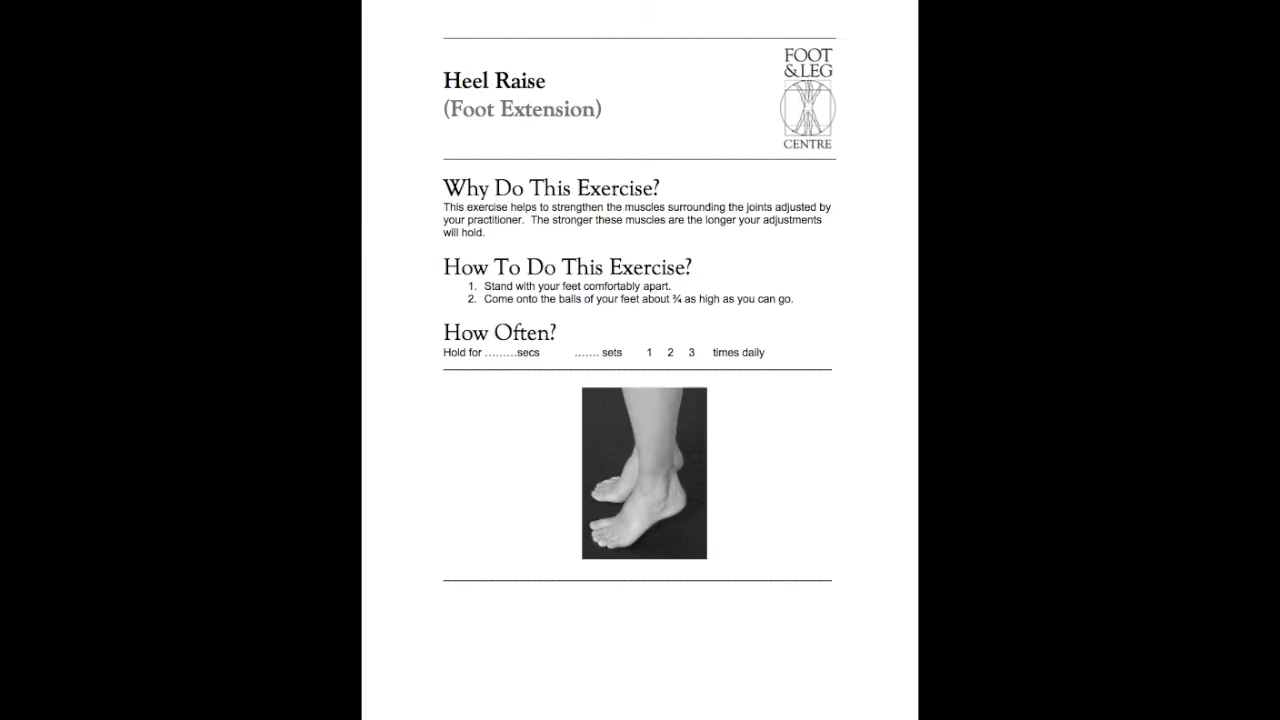 Heel Raise
(Foot Extension)
FOOT
&LEG
CENTRE
Why Do This Exercise?
This exercise helps to strengthen the muscles surrounding the joints adjusted by
your practitioner.  The stronger these muscles are the longer your adjustments
will hold.
How To Do This Exercise?
1. Stand with your feet comfortably apart.
2. Come onto the balls of your feet about ¾ as high as you can go.
How Often?
Hold for ………secs ……. sets 1 2 3 times daily